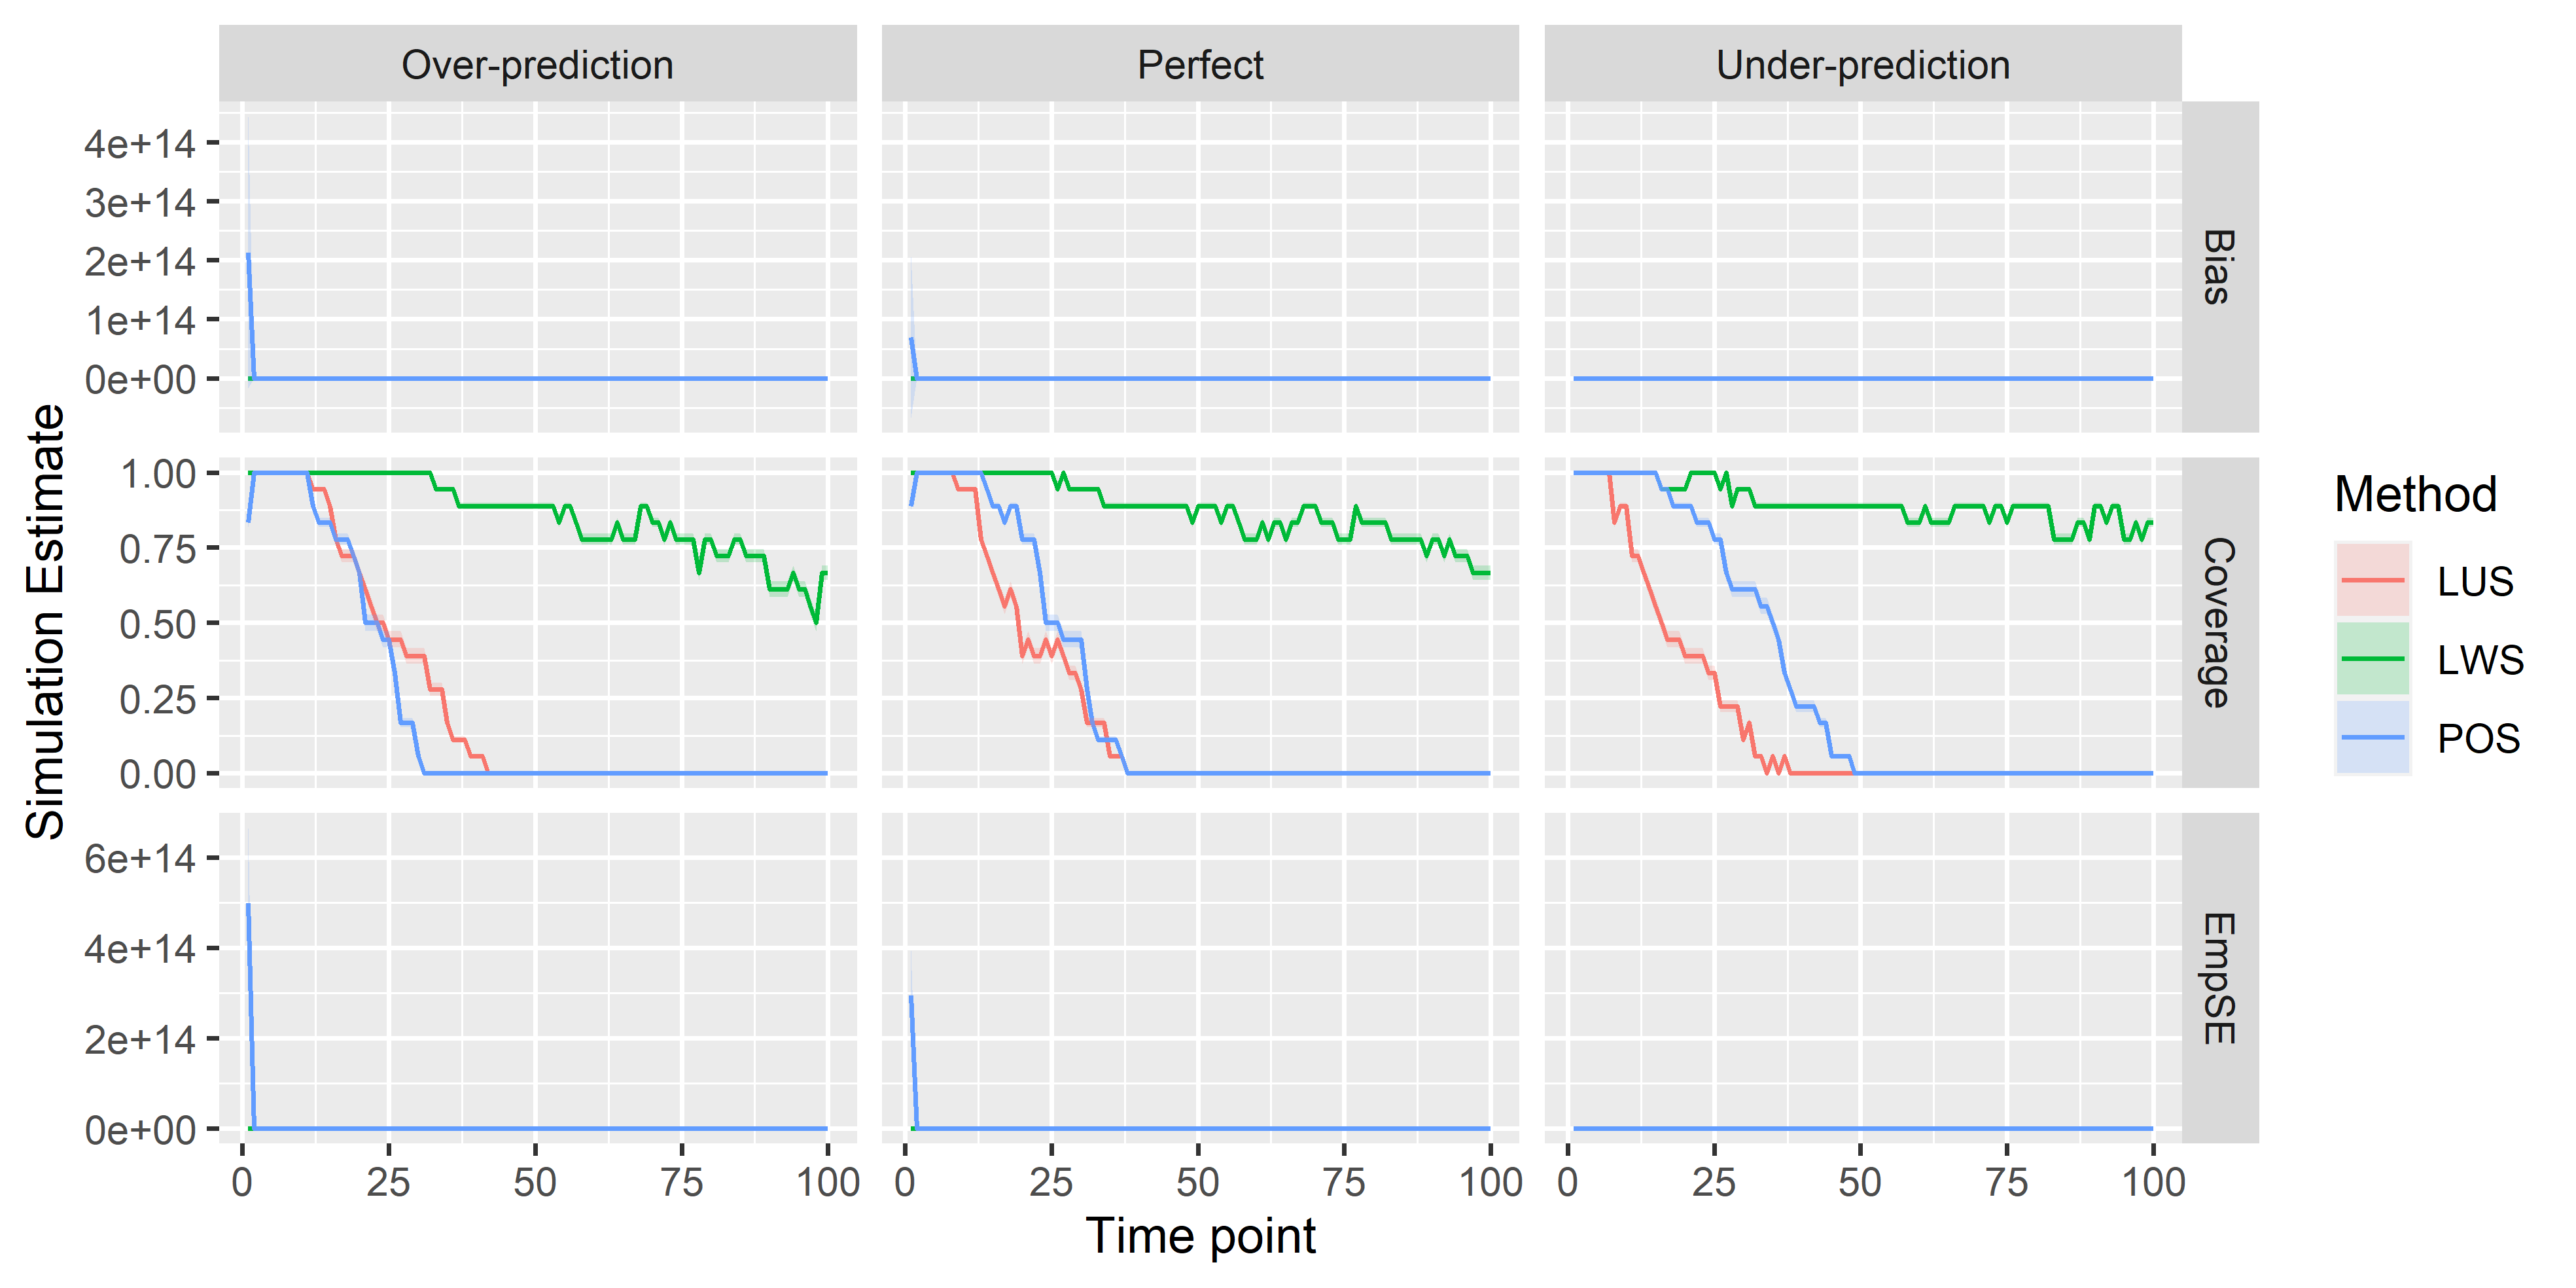 Over-prediction
Perfect
Under-prediction
Simulation Estimate
4e+14
3e+14
2e+14
1e+14
0e+00
Bias
1.00
0.75
0.50
0.25
0.00
Coverage
6e+14
4e+14
2e+14
0e+00
EmpSE
0 25 50 75 100
0 25 50 75 100
0 25 50 75 100
Time point
Method
LUS
LWS
POS